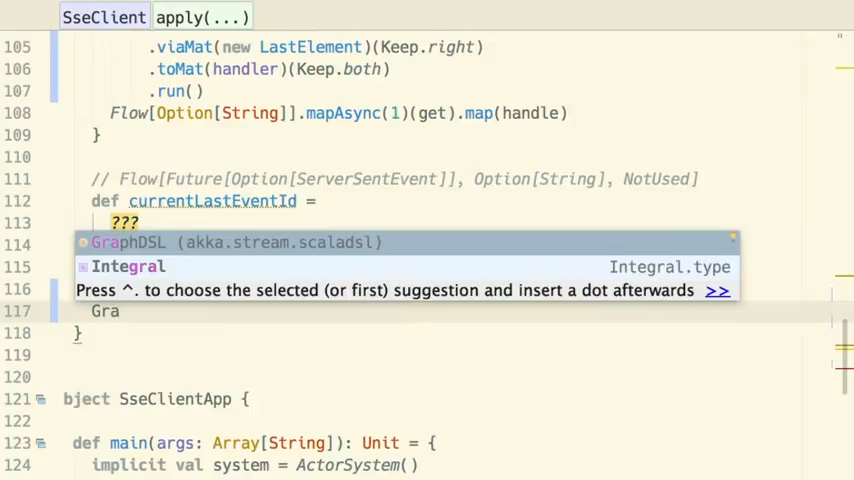 SseClient apply(...)
105 .viaMat(new LastElement)(Keep.right)
106 .toMat(handler)(Keep.both)
107 .run()
108 Flow[Option[String]].mapAsync(1)(get).map(handle)
109 }
110
111 // Flow[Future[Option[ServerSentEvent]], Option[String], NotUsed]
112 def currentLastEventId =
113 ???
114 GraphDSL (akka.stream.scaladsl)
115 Integral Integral.type
116 Press ^. to choose the selected (or first) suggestion and insert a dot afterwards >>
117 Gra
118 }
119
120
121 bject SseClientApp {
122
123 def main(args: Array[String]): Unit = {
124 implicit val system = ActorSystem()